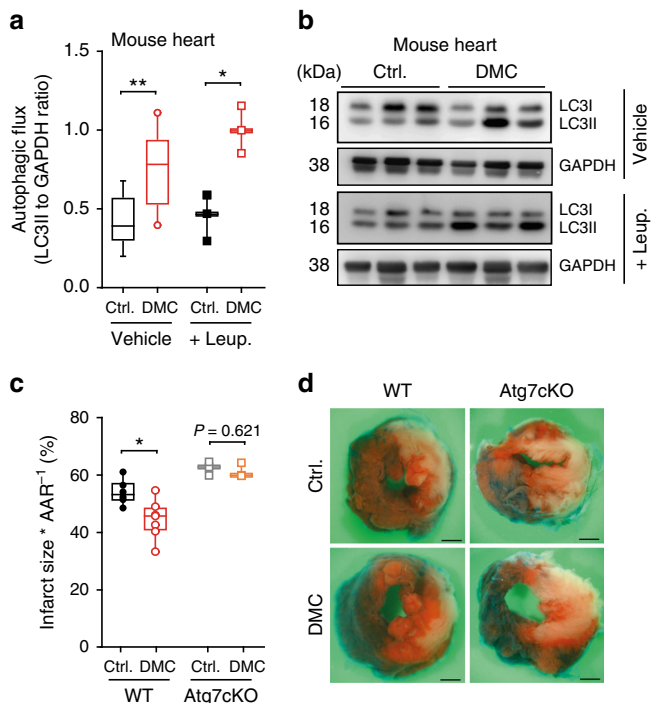 a
Mouse heart
Autophagic flux
(LC3II to GAPDH ratio)
1.5
1.0
0.5
0.0
**
*
Ctrl. DMC Ctrl. DMC
Vehicle + Leup.
b
Mouse heart
(kDa) Ctrl. DMC
18 LC3I
16 LC3II
38 GAPDH
Vehicle
18 LC3I
16 LC3II
38 GAPDH
+ Leup.
c
Infarct size * AAR⁻¹ (%)
80
60
40
20
0
*
P = 0.621
Ctrl. DMC Ctrl. DMC
WT Atg7cKO
d
WT Atg7cKO
Ctrl.
DMC